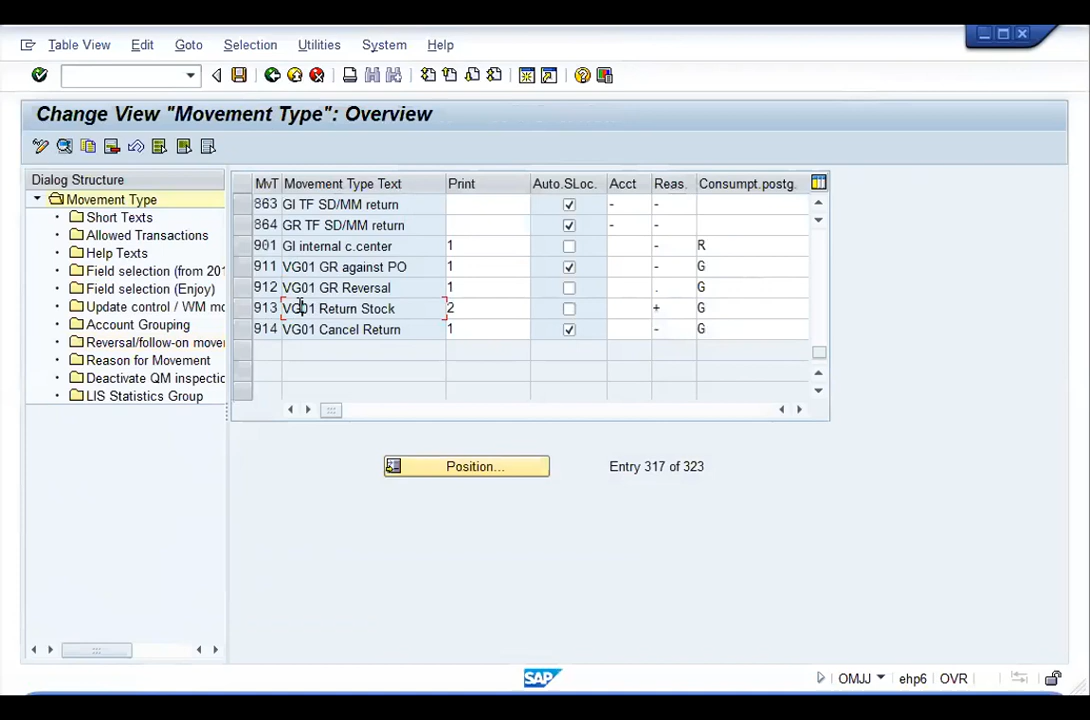 Table View Edit Goto Selection Utilities System Help
Change View "Movement Type": Overview
Dialog Structure
Movement Type
Short Texts
Allowed Transactions
Help Texts
Field selection (from 201
Field selection (Enjoy)
Update control / WM mo
Account Grouping
Reversal/follow-on mover
Reason for Movement
Deactivate QM inspectio
LIS Statistics Group
MvT Movement Type Text Print Auto.SLoc. Acct Reas. Consumpt.postg.
863 GI TF SD/MM return - -
864 GR TF SD/MM return - -
901 GI internal c.center 1 - R
911 VG01 GR against PO 1 - G
912 VG01 GR Reversal 1 . G
913 VG01 Return Stock 2 + G
914 VG01 Cancel Return 1 - G
Position... Entry 317 of 323
SAP OMJJ ehp6 OVR